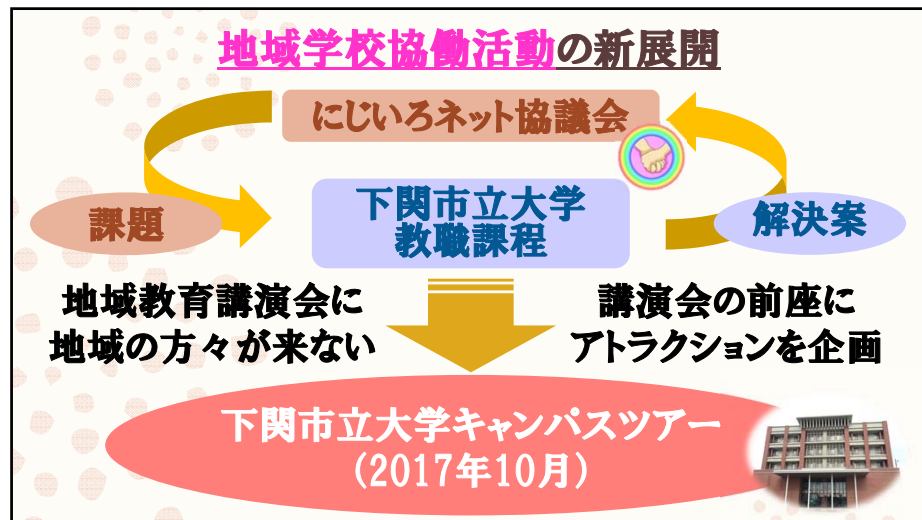 地域学校協働活動の新展開
にじいろネット協議会
下関市立大学
教職課程
課題
解決案
地域教育講演会に
地域の方々が来ない
講演会の前座に
アトラクションを企画
下関市立大学キャンパスツアー
(2017年10月)